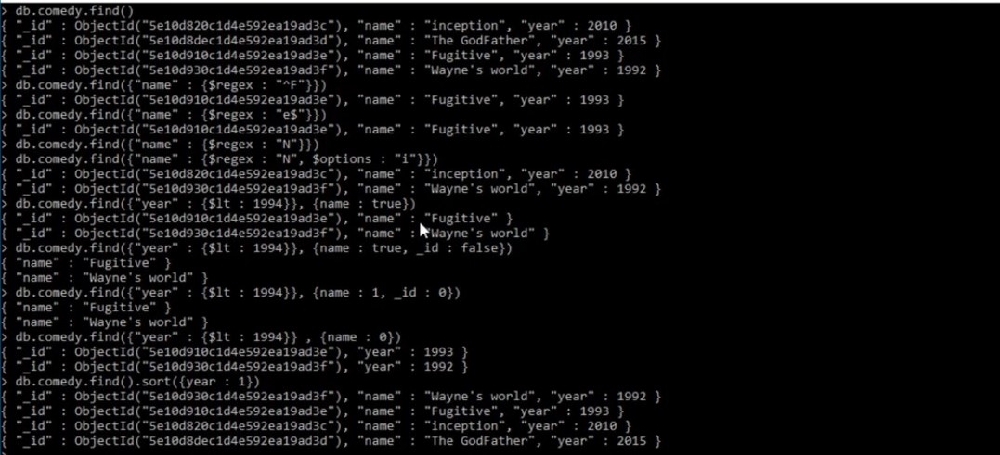 > db.comedy.find()
{ "_id" : ObjectId("5e10d820c1d4e592ea19ad3c"), "name" : "inception", "year" : 2010 }
{ "_id" : ObjectId("5e10d8dec1d4e592ea19ad3d"), "name" : "The GodFather", "year" : 2015 }
{ "_id" : ObjectId("5e10d910c1d4e592ea19ad3e"), "name" : "Fugitive", "year" : 1993 }
{ "_id" : ObjectId("5e10d930c1d4e592ea19ad3f"), "name" : "Wayne's world", "year" : 1992 }
> db.comedy.find({"name" : {$regex : "^F"}})
{ "_id" : ObjectId("5e10d910c1d4e592ea19ad3e"), "name" : "Fugitive", "year" : 1993 }
> db.comedy.find({"name" : {$regex : "e$"}})
{ "_id" : ObjectId("5e10d910c1d4e592ea19ad3e"), "name" : "Fugitive", "year" : 1993 }
> db.comedy.find({"name" : {$regex : "N"}})
> db.comedy.find({"name" : {$regex : "N", $options : "i"}})
{ "_id" : ObjectId("5e10d820c1d4e592ea19ad3c"), "name" : "inception", "year" : 2010 }
{ "_id" : ObjectId("5e10d930c1d4e592ea19ad3f"), "name" : "Wayne's world", "year" : 1992 }
> db.comedy.find({"year" : {$lt : 1994}}, {name : true})
{ "_id" : ObjectId("5e10d910c1d4e592ea19ad3e"), "name" : "Fugitive" }
{ "_id" : ObjectId("5e10d930c1d4e592ea19ad3f"), "name" : "Wayne's world" }
> db.comedy.find({"year" : {$lt : 1994}}, {name : true, _id : false})
{ "name" : "Fugitive" }
{ "name" : "Wayne's world" }
> db.comedy.find({"year" : {$lt : 1994}}, {name : 1, _id : 0})
{ "name" : "Fugitive" }
{ "name" : "Wayne's world" }
> db.comedy.find({"year" : {$lt : 1994}} , {name : 0})
{ "_id" : ObjectId("5e10d910c1d4e592ea19ad3e"), "year" : 1993 }
{ "_id" : ObjectId("5e10d930c1d4e592ea19ad3f"), "year" : 1992 }
> db.comedy.find().sort({year : 1})
{ "_id" : ObjectId("5e10d930c1d4e592ea19ad3f"), "name" : "Wayne's world", "year" : 1992 }
{ "_id" : ObjectId("5e10d910c1d4e592ea19ad3e"), "name" : "Fugitive", "year" : 1993 }
{ "_id" : ObjectId("5e10d820c1d4e592ea19ad3c"), "name" : "inception", "year" : 2010 }
{ "_id" : ObjectId("5e10d8dec1d4e592ea19ad3d"), "name" : "The GodFather", "year" : 2015 }